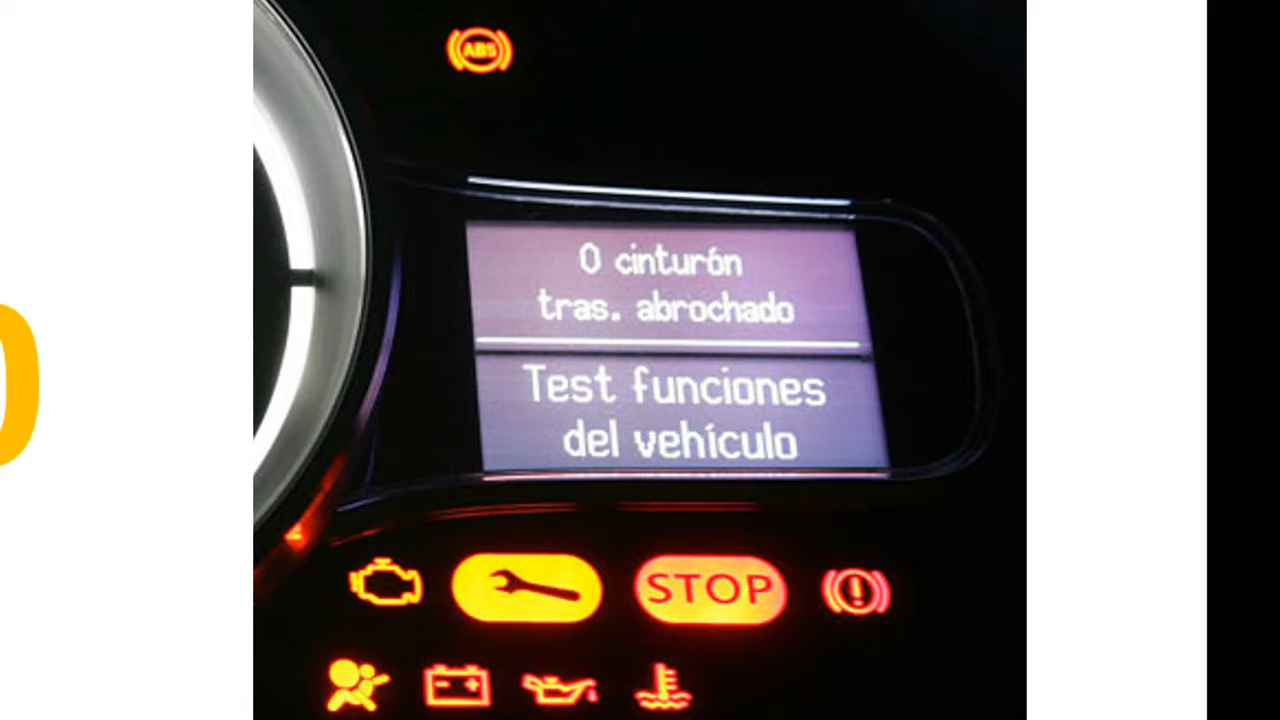 ABS
0 cinturón
tras. abrochado
Test funciones
del vehículo
STOP